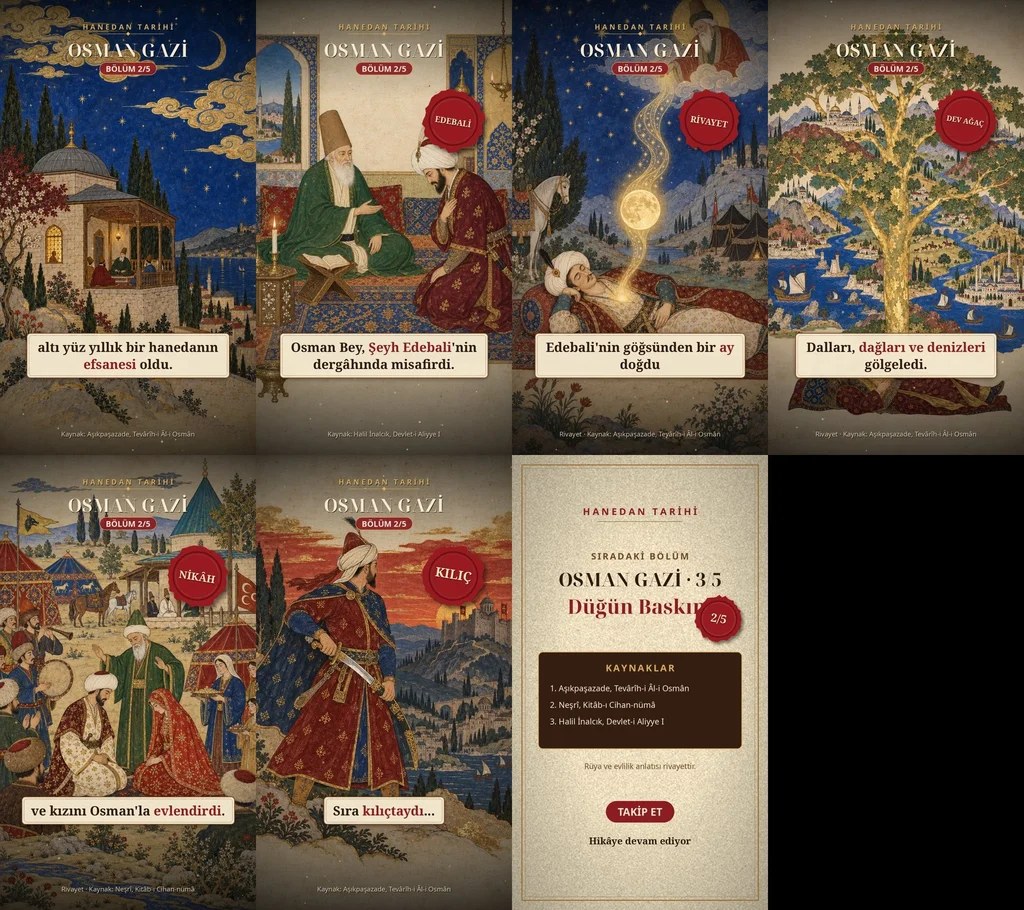 HANEDAN TARİHİ
OSMAN GAZİ
BÖLÜM 2/5
altı yüz yıllık bir hanedanın
efsanesi oldu.
Kaynak: Aşıkpaşazade, Tevârîh-i Âl-i Osmân
HANEDAN TARİHİ
OSMAN GAZİ
BÖLÜM 2/5
EDEBALİ
Osman Bey, Şeyh Edebali'nin
dergâhında misafirdi.
Kaynak: Halil İnalcık, Devlet-i Aliyye I
HANEDAN TARİHİ
OSMAN GAZİ
BÖLÜM 2/5
RİVAYET
Edebali'nin göğsünden bir ay
doğdu
Rivayet · Kaynak: Aşıkpaşazade, Tevârîh-i Âl-i Osmân
HANEDAN TARİHİ
OSMAN GAZİ
BÖLÜM 2/5
DEV AĞAÇ
Dalları, dağları ve denizleri
gölgeledi.
Rivayet · Kaynak: Aşıkpaşazade, Tevârîh-i Âl-i Osmân
HANEDAN TARİHİ
OSMAN GAZİ
BÖLÜM 2/5
NİKÂH
ve kızını Osman'la evlendirdi.
Rivayet · Kaynak: Neşrî, Kitâb-ı Cihan-nümâ
HANEDAN TARİHİ
OSMAN GAZİ
BÖLÜM 2/5
KILIÇ
Sıra kılıçtaydı...
Kaynak: Aşıkpaşazade, Tevârîh-i Âl-i Osmân
HANEDAN TARİHİ
SIRADAKİ BÖLÜM
OSMAN GAZİ · 3/5
Düğün
2/5
KAYNAKLAR
1. Aşıkpaşazade, Tevârîh-i Âl-i Osmân
2. Neşrî, Kitâb-ı Cihan-nümâ
3. Halil İnalcık, Devlet-i Aliyye I
Rüya ve evlilik anlatısı rivayettir.
TAKİP ET
Hikâye devam ediyor